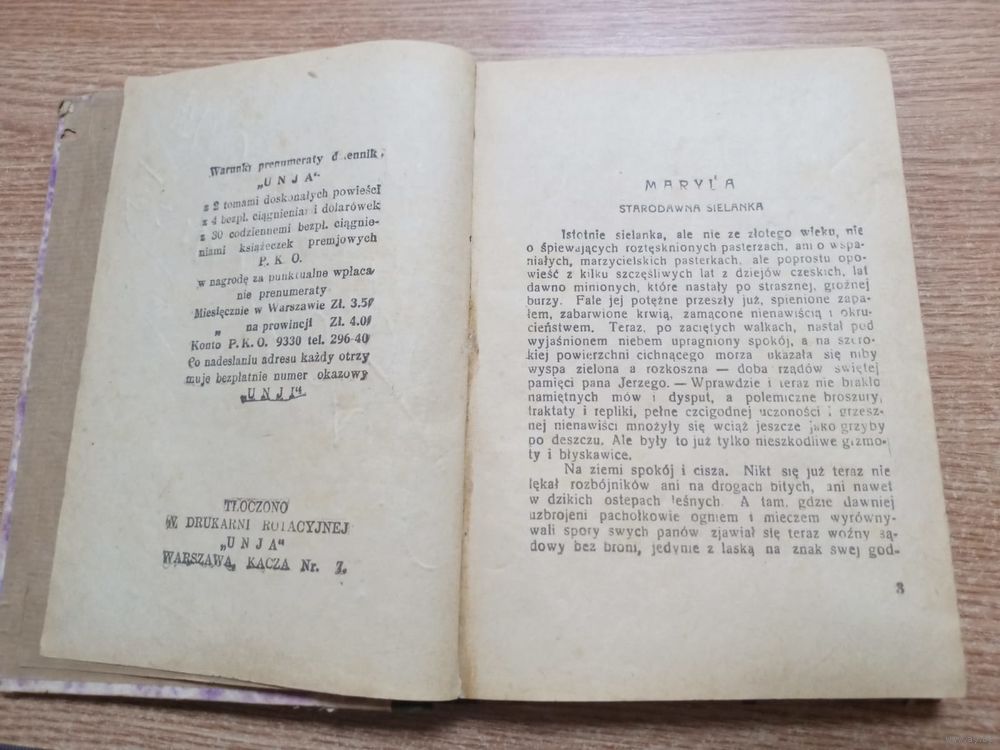 Warunki prenumeraty d ennik
„UNJA“
z 2 tomami doskonałych powieści
z 4 bezpł. ciągnieniami dolarówek
z 30 codziennemi bezpł. ciągnie-
niami książeczek premjowych
P. K. O.
w nagrodę za punktualne wpłaca
nie prenumeraty
Miesięcznie w Warszawie Zł. 3.50
„ na prowincji Zł. 4.00
Konto P. K. O. 9330 tel. 296-40
Po nadesłaniu adresu każdy otrzy
muje bezpłatnie numer okazowy
„UNJI“
TŁOCZONO
W DRUKARNI ROTACYJNEJ
„UNJA“
WARSZAWA, KACZA Nr. 7.
MARYLA
STARODAWNA SIELANKA
Istotnie sielanka, ale nie ze złotego wieku, nie
o śpiewających roztęsknionych pasterzach, ani o wspa-
niałych, marzycielskich pasterkach, ale poprostu opo-
wieść z kilku szczęśliwych lat z dziejów czeskich, lat
dawno minionych, które nastały po strasznej, groźnej
burzy. Fale jej potężne przeszły już, spienione zapa-
łem, zabarwione krwią, zamącone nienawiścią i okru-
cieństwem. Teraz, po zaciętych walkach, nastał pod
wyjaśnionem niebem upragniony spokój, a na szero-
kiej powierzchni cichnącego morza ukazała się niby
wyspa zielona a rozkoszna — doba rządów świętej
pamięci pana Jerzego. — Wprawdzie i teraz nie brakło
namiętnych mów i dysput, a polemiczne broszury,
traktaty i repliki, pełne czcigodnej uczoności i grzesz-
nej nienawiści mnożyły się wciąż jeszcze jako grzyby
po deszczu. Ale były to już tylko nieszkodliwe grzmo-
ty i błyskawice.
Na ziemi spokój i cisza. Nikt się już teraz nie
lękał rozbójników ani na drogach bitych, ani nawet
w dzikich ostępach leśnych. A tam, gdzie dawniej
uzbrojeni pachołkowie ogniem i mieczem wyrówny-
wali spory swych panów zjawiał się teraz woźny są-
dowy bez broni, jedynie z laską na znak swej god-
3